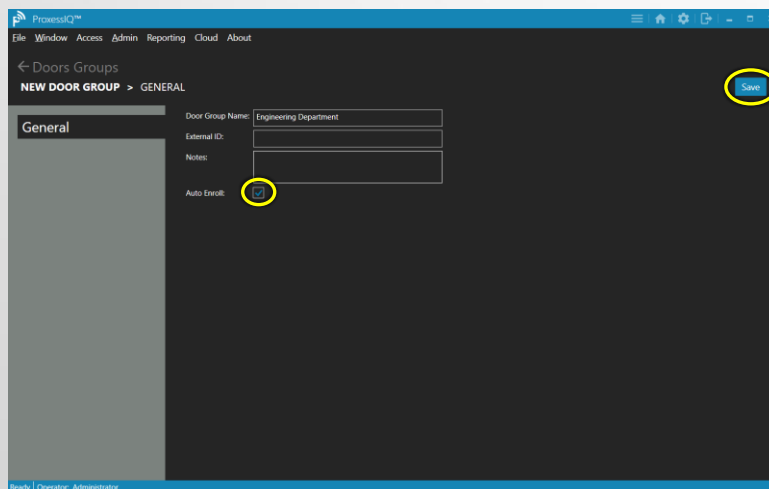 ProxessIQ™
File Window Access Admin Reporting Cloud About
Doors Groups
NEW DOOR GROUP > GENERAL
Save
General
Door Group Name: Engineering Department
External ID:
Notes:
Auto Enroll:
Ready Operator: Administrator